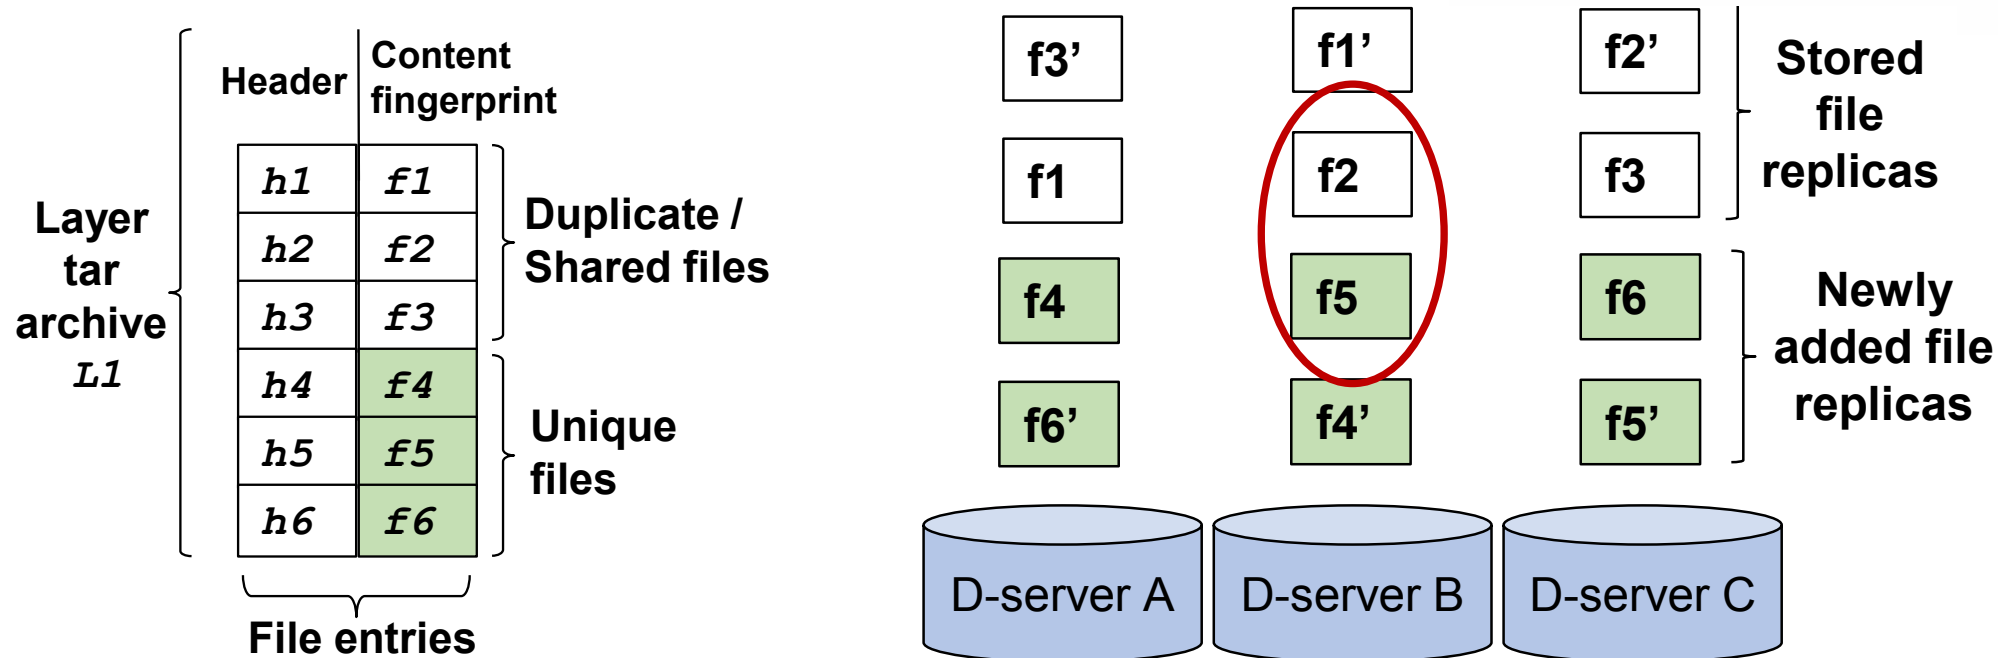 Header
Content
fingerprint
h1 f1
h2 f2
h3 f3
h4 f4
h5 f5
h6 f6
Layer
tar
archive
L1
Duplicate /
Shared files
Unique
files
File entries
f3’ f1’ f2’
f1 f2 f3
f4 f5 f6
f6’ f4’ f5’
Stored
file
replicas
Newly
added file
replicas
D-server A D-server B D-server C